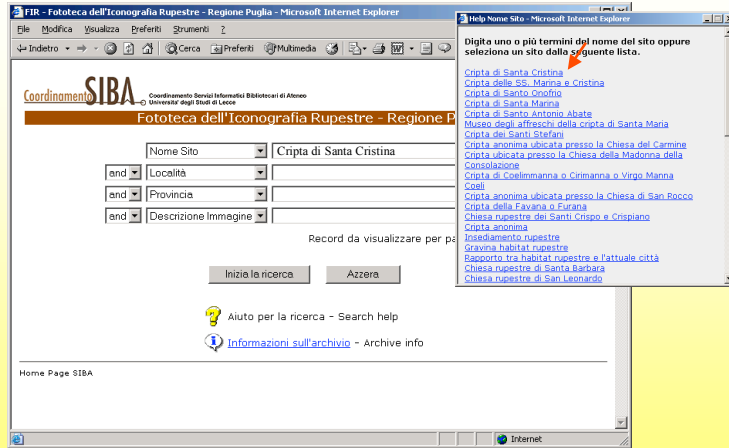 FIR - Fototeca dell'Iconografia Rupestre - Regione Puglia - Microsoft Internet Explorer
File Modifica Visualizza Preferiti Strumenti ?
Indietro Cerca Preferiti Multimedia
Coordinamento SIBA
Coordinamento Servizi Informatici Bibliotecari di Ateneo
Universita' degli Studi di Lecce
Fototeca dell'Iconografia Rupestre - Regione P
Nome Sito Cripta di Santa Cristina
and Località
and Provincia
and Descrizione Immagine
Record da visualizzare per pa
Inizia la ricerca Azzera
Aiuto per la ricerca - Search help
Informazioni sull'archivio - Archive info
Home Page SIBA
Internet
Help Nome Sito - Microsoft Internet Explorer
Digita uno o più termini del nome del sito oppure
seleziona un sito dalla seguente lista.
Cripta di Santa Cristina
Cripta delle SS. Marina e Cristina
Cripta di Santo Onofrio
Cripta di Santa Marina
Cripta di Santo Antonio Abate
Museo degli affreschi della cripta di Santa Maria
Cripta dei Santi Stefani
Cripta anonima ubicata presso la Chiesa del Carmine
Cripta ubicata presso la Chiesa della Madonna della
Consolazione
Cripta di Coelimanna o Cirimanna o Virgo Manna
Coeli
Cripta anonima ubicata presso la Chiesa di San Rocco
Cripta della Favana o Furana
Chiesa rupestre dei Santi Crispo e Crispiano
Cripta anonima
Insediamento rupestre
Gravina habitat rupestre
Rapporto tra habitat rupestre e l'attuale città
Chiesa rupestre di Santa Barbara
Chiesa rupestre di San Leonardo